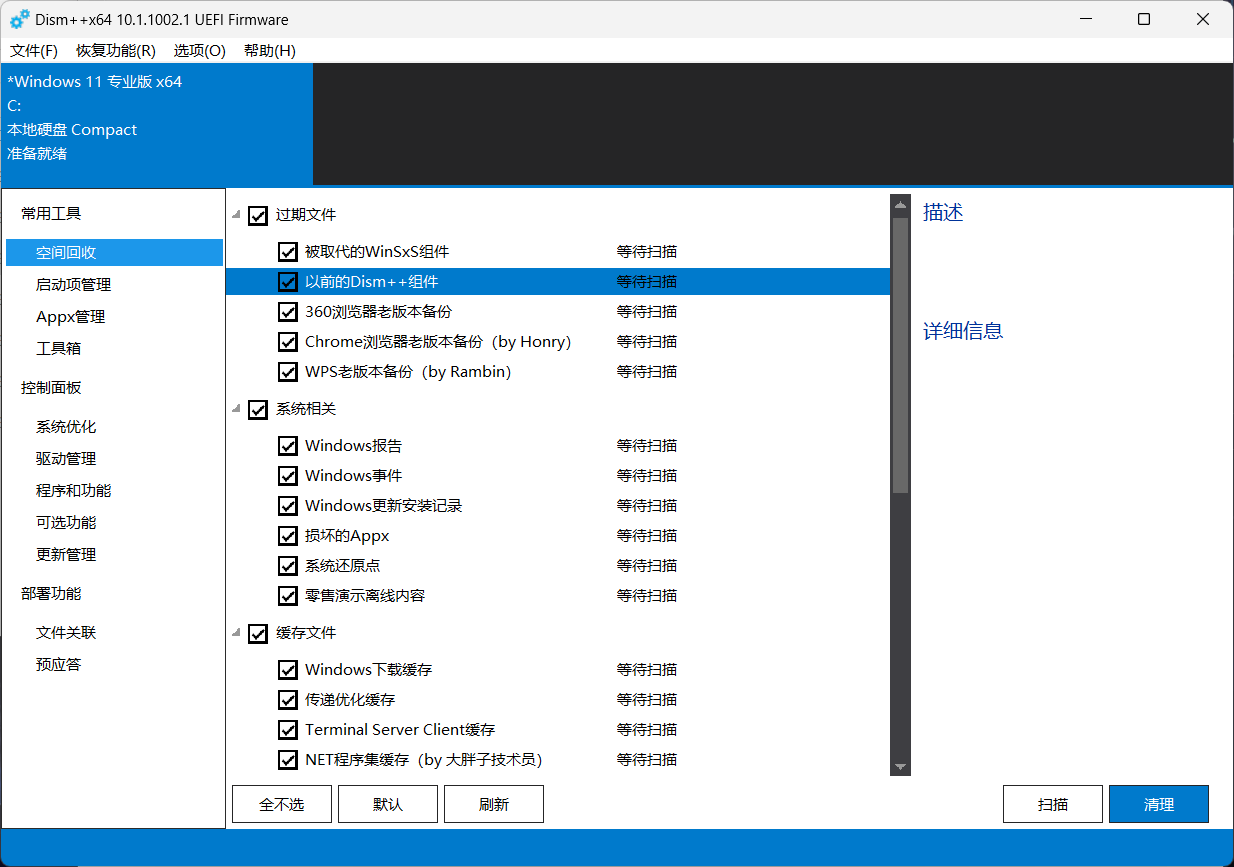 Dism++x64 10.1.1002.1 UEFI Firmware
文件(F) 恢复功能(R) 选项(O) 帮助(H)
*Windows 11 专业版 x64
C:
本地硬盘 Compact
准备就绪
常用工具
空间回收
启动项管理
Appx管理
工具箱
控制面板
系统优化
驱动管理
程序和功能
可选功能
更新管理
部署功能
文件关联
预应答
过期文件
被取代的WinSxS组件 等待扫描
以前的Dism++组件 等待扫描
360浏览器老版本备份 等待扫描
Chrome浏览器老版本备份（by Honry） 等待扫描
WPS老版本备份（by Rambin） 等待扫描
系统相关
Windows报告 等待扫描
Windows事件 等待扫描
Windows更新安装记录 等待扫描
损坏的Appx 等待扫描
系统还原点 等待扫描
零售演示离线内容 等待扫描
缓存文件
Windows下载缓存 等待扫描
传递优化缓存 等待扫描
Terminal Server Client缓存 等待扫描
NET程序集缓存（by 大胖子技术员） 等待扫描
描述
详细信息
全不选 默认 刷新 扫描 清理